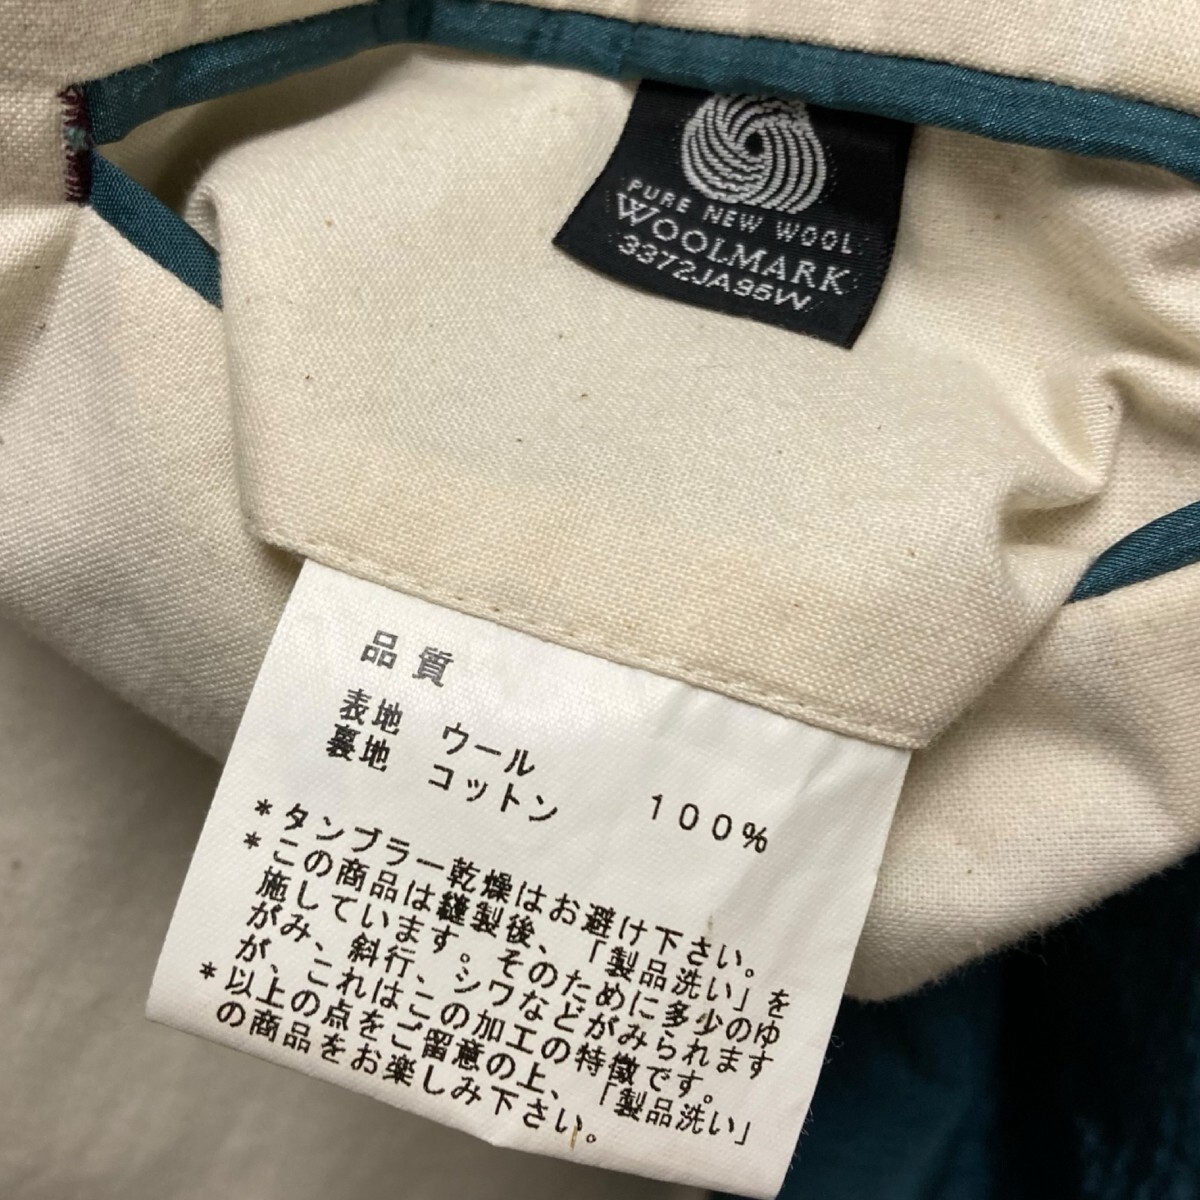 PURE NEW WOOL
WOOLMARK
3372JA96W
品質
表地 ウール
裏地 コットン 100%
*タンブラー乾燥はお避け下さい。
*この商品は縫製後、「製品洗い」を
施しています。そのために多少のゆ
がみ、斜行、シワなどがみられます
が、これはこの加工の特徴です。
*以上の点をご留意の上、「製品洗い」
の商品をお楽しみ下さい。